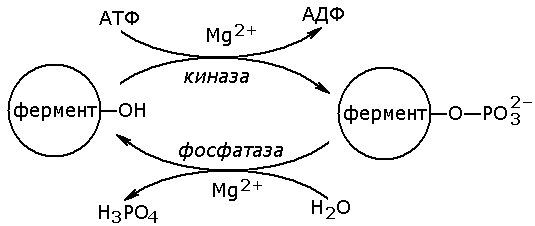 АТФ АДФ
Mg2+
киназа
фермент—OH фермент—O—PO₃²⁻
фосфатаза
Mg2+
H₃PO₄ H₂O